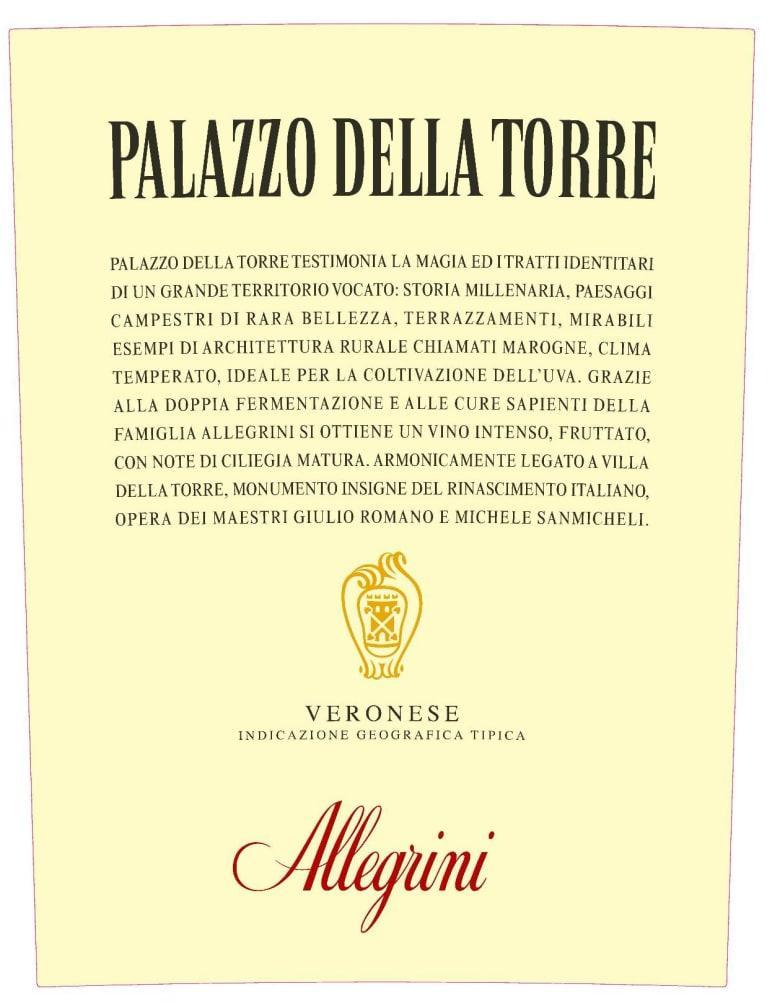 PALAZZO DELLA TORRE
PALAZZO DELLA TORRE TESTIMONIA LA MAGIA ED I TRATTI IDENTITARI
DI UN GRANDE TERRITORIO VOCATO: STORIA MILLENARIA, PAESAGGI
CAMPESTRI DI RARA BELLEZZA, TERRAZZAMENTI, MIRABILI
ESEMPI DI ARCHITETTURA RURALE CHIAMATI MAROGNE, CLIMA
TEMPERATO, IDEALE PER LA COLTIVAZIONE DELL'UVA. GRAZIE
ALLA DOPPIA FERMENTAZIONE E ALLE CURE SAPIENTI DELLA
FAMIGLIA ALLEGRINI SI OTTIENE UN VINO INTENSO, FRUTTATO,
CON NOTE DI CILIEGIA MATURA. ARMONICAMENTE LEGATO A VILLA
DELLA TORRE, MONUMENTO INSIGNE DEL RINASCIMENTO ITALIANO,
OPERA DEI MAESTRI GIULIO ROMANO E MICHELE SANMICHELI.
VERONESE
INDICAZIONE GEOGRAFICA TIPICA
Allegrini